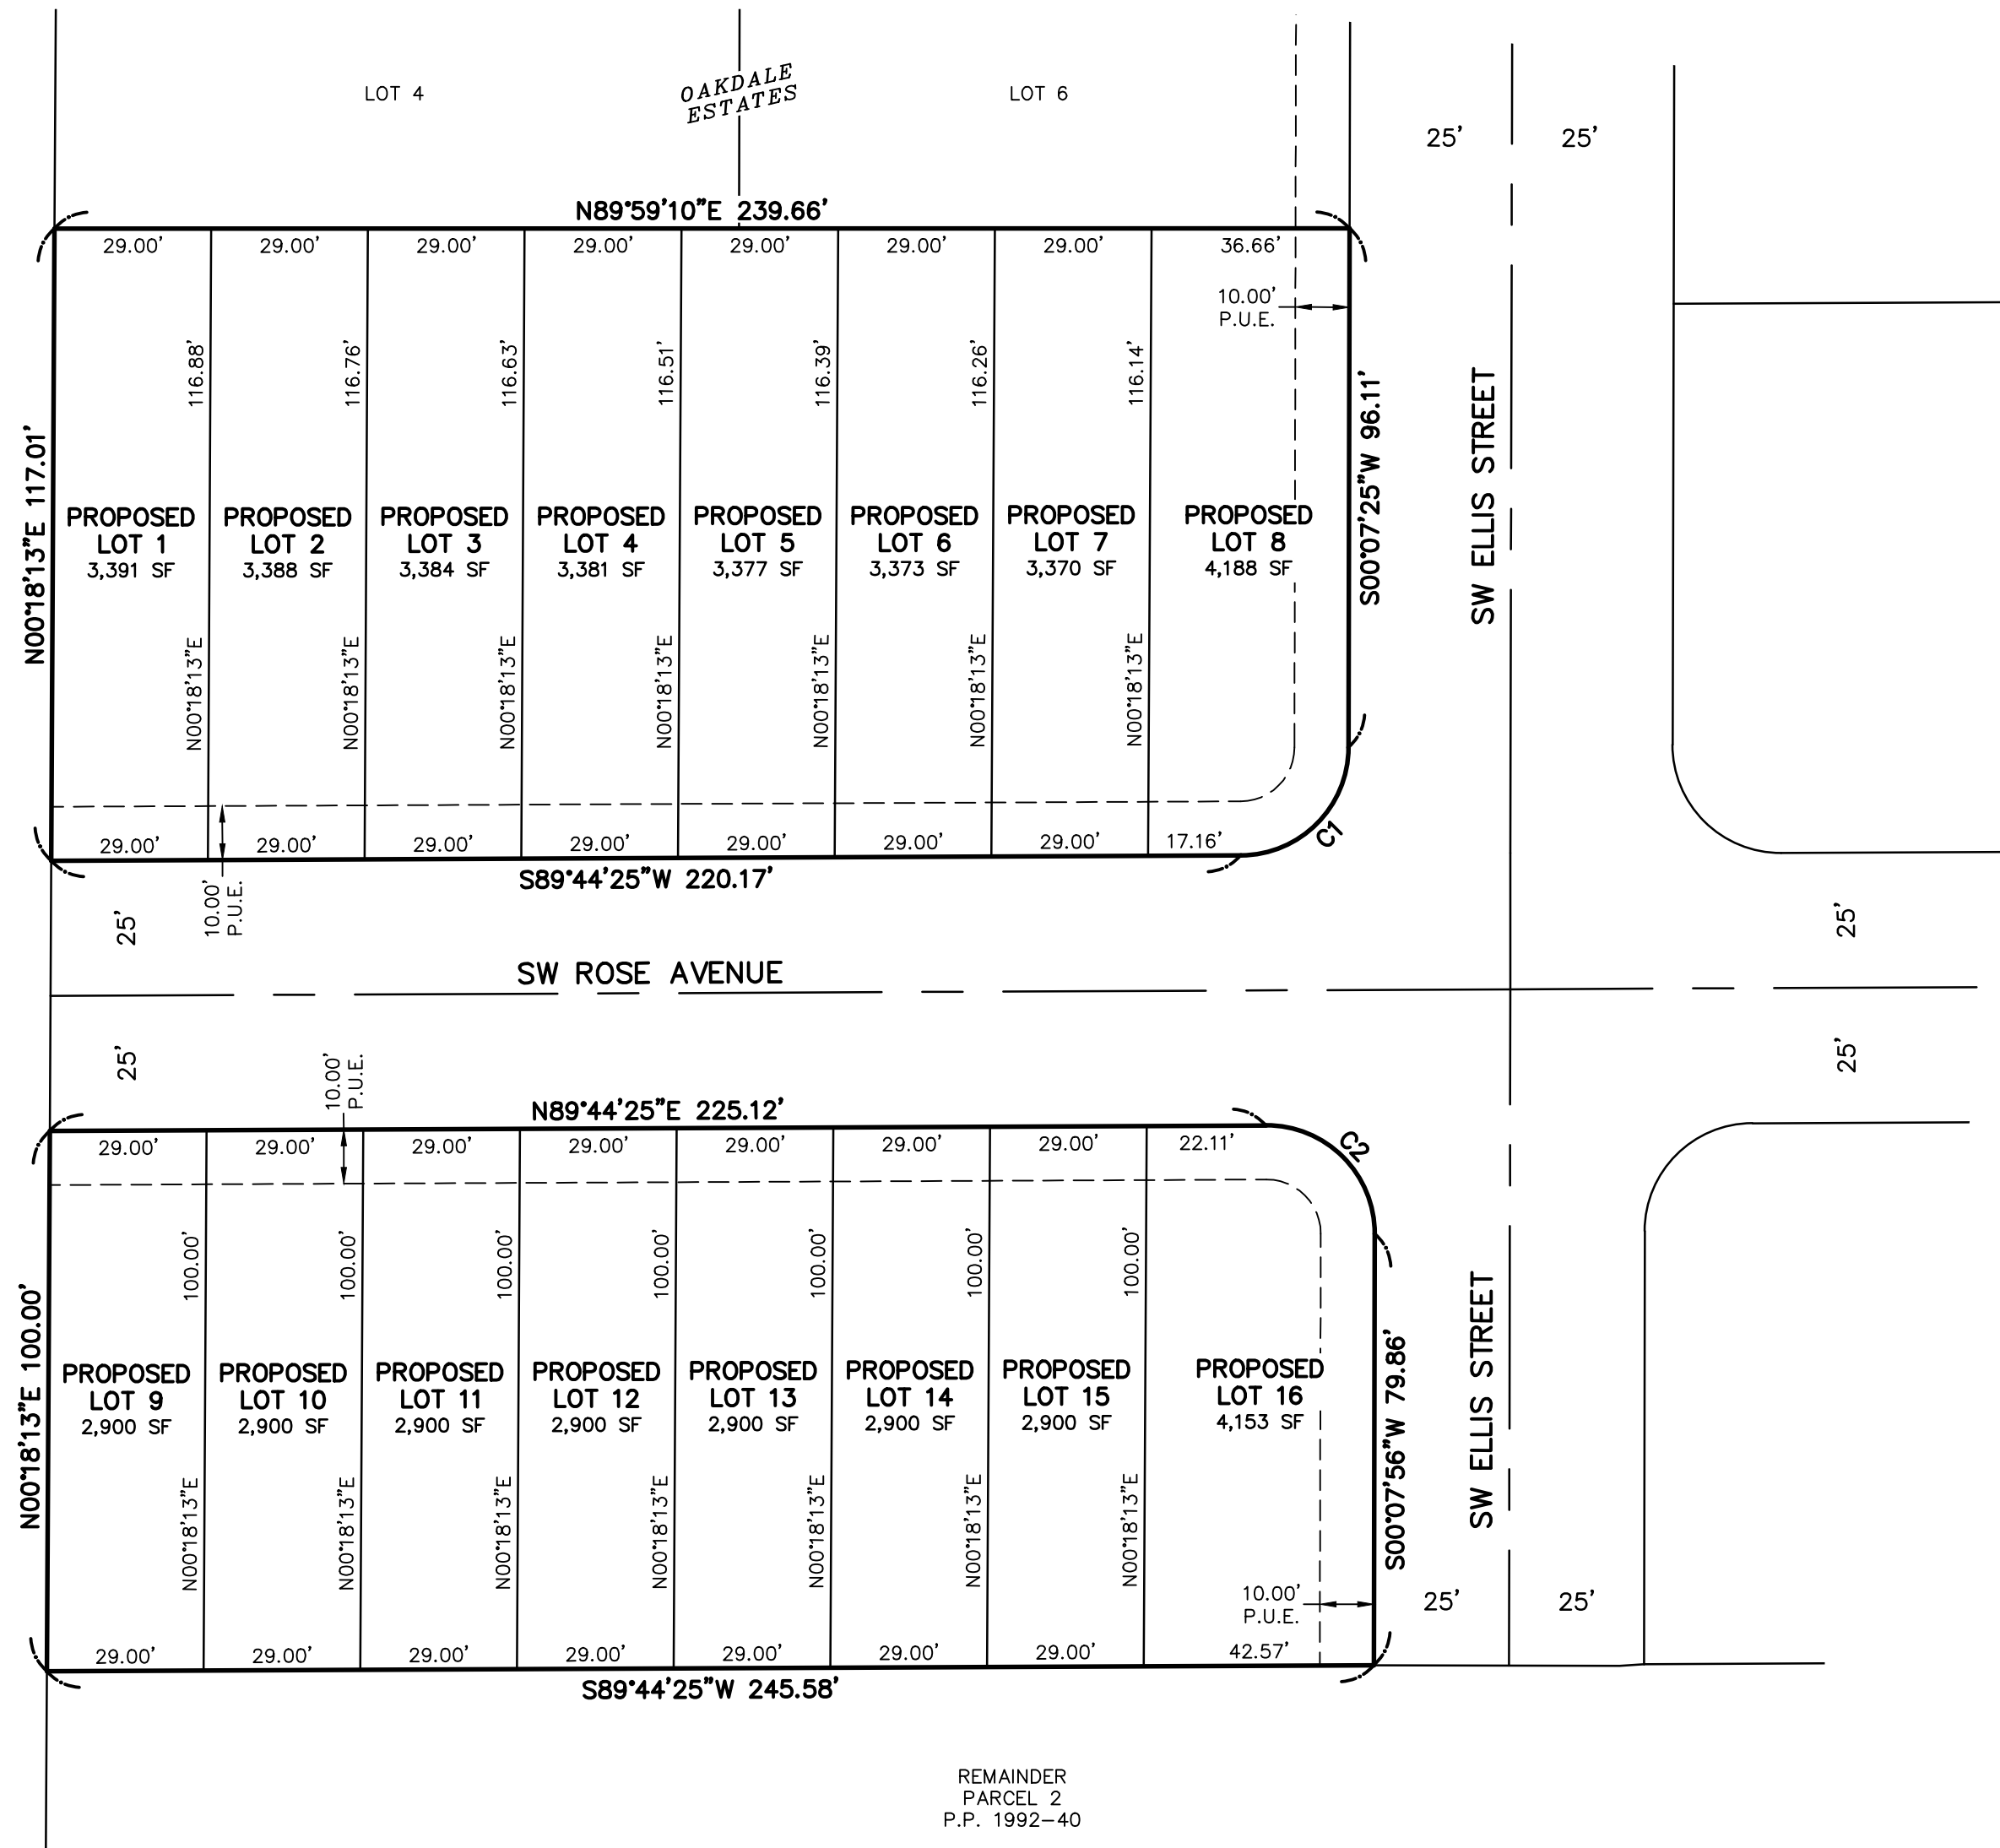 LOT 4
OAKDALE
ESTATES
LOT 6
25'
25'
N89°59'10"E 239.66'
29.00'
29.00'
29.00'
29.00'
29.00'
29.00'
29.00'
36.66'
10.00'
P.U.E.
N00°18'13"E 117.01'
116.88'
116.76'
116.63'
116.51'
116.39'
116.26'
116.14'
S00°07'25"W 96.11'
SW ELLIS STREET
PROPOSED
LOT 1
3,391 SF
PROPOSED
LOT 2
3,388 SF
PROPOSED
LOT 3
3,384 SF
PROPOSED
LOT 4
3,381 SF
PROPOSED
LOT 5
3,377 SF
PROPOSED
LOT 6
3,373 SF
PROPOSED
LOT 7
3,370 SF
PROPOSED
LOT 8
4,188 SF
N00°18'13"E
N00°18'13"E
N00°18'13"E
N00°18'13"E
N00°18'13"E
N00°18'13"E
N00°18'13"E
29.00'
29.00'
29.00'
29.00'
29.00'
29.00'
29.00'
17.16'
C1
S89°44'25"W 220.17'
10.00'
P.U.E.
25'
25'
SW ROSE AVENUE
25'
25'
10.00'
P.U.E.
N89°44'25"E 225.12'
29.00'
29.00'
29.00'
29.00'
29.00'
29.00'
29.00'
22.11'
C2
N00°18'13"E 100.00'
100.00'
100.00'
100.00'
100.00'
100.00'
100.00'
100.00'
S00°07'56"W 79.86'
SW ELLIS STREET
PROPOSED
LOT 9
2,900 SF
PROPOSED
LOT 10
2,900 SF
PROPOSED
LOT 11
2,900 SF
PROPOSED
LOT 12
2,900 SF
PROPOSED
LOT 13
2,900 SF
PROPOSED
LOT 14
2,900 SF
PROPOSED
LOT 15
2,900 SF
PROPOSED
LOT 16
4,153 SF
N00°18'13"E
N00°18'13"E
N00°18'13"E
N00°18'13"E
N00°18'13"E
N00°18'13"E
N00°18'13"E
10.00'
P.U.E.
25'
25'
29.00'
29.00'
29.00'
29.00'
29.00'
29.00'
29.00'
42.57'
S89°44'25"W 245.58'
REMAINDER
PARCEL 2
P.P. 1992-40